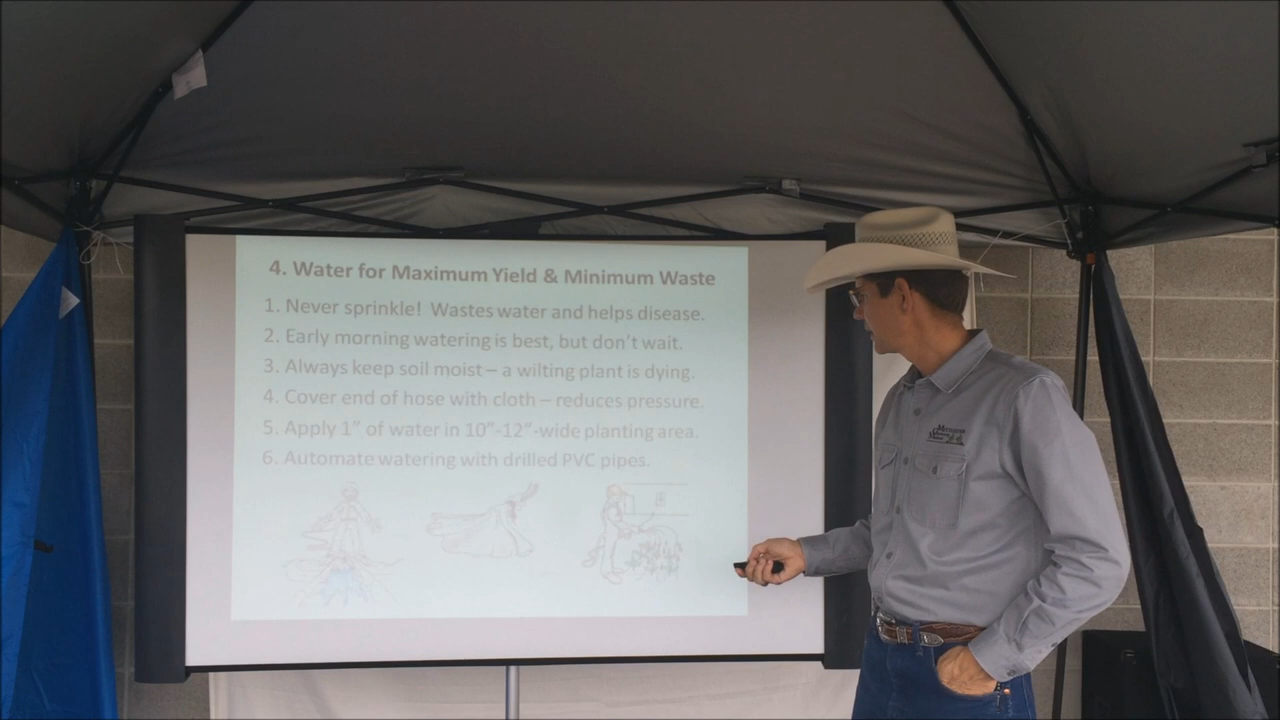 4. Water for Maximum Yield & Minimum Waste
1. Never sprinkle! Wastes water and helps disease.
2. Early morning watering is best, but don't wait.
3. Always keep soil moist – a wilting plant is dying.
4. Cover end of hose with cloth – reduces pressure.
5. Apply 1" of water in 10"-12"-wide planting area.
6. Automate watering with drilled PVC pipes.